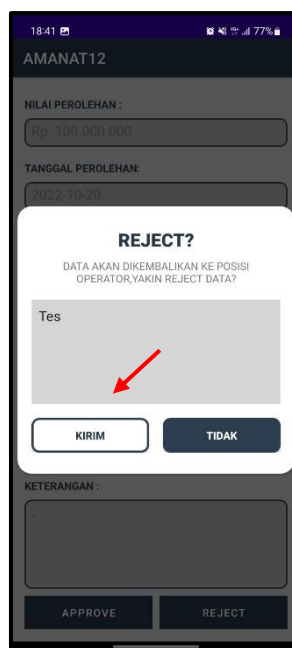 18:41 77%
AMANAT12
NILAI PEROLEHAN :
Rp. 100.000.000
TANGGAL PEROLEHAN:
2022-10-20
REJECT?
DATA AKAN DIKEMBALIKAN KE POSISI
OPERATOR,YAKIN REJECT DATA?
Tes
KIRIM TIDAK
KETERANGAN :
APPROVE REJECT